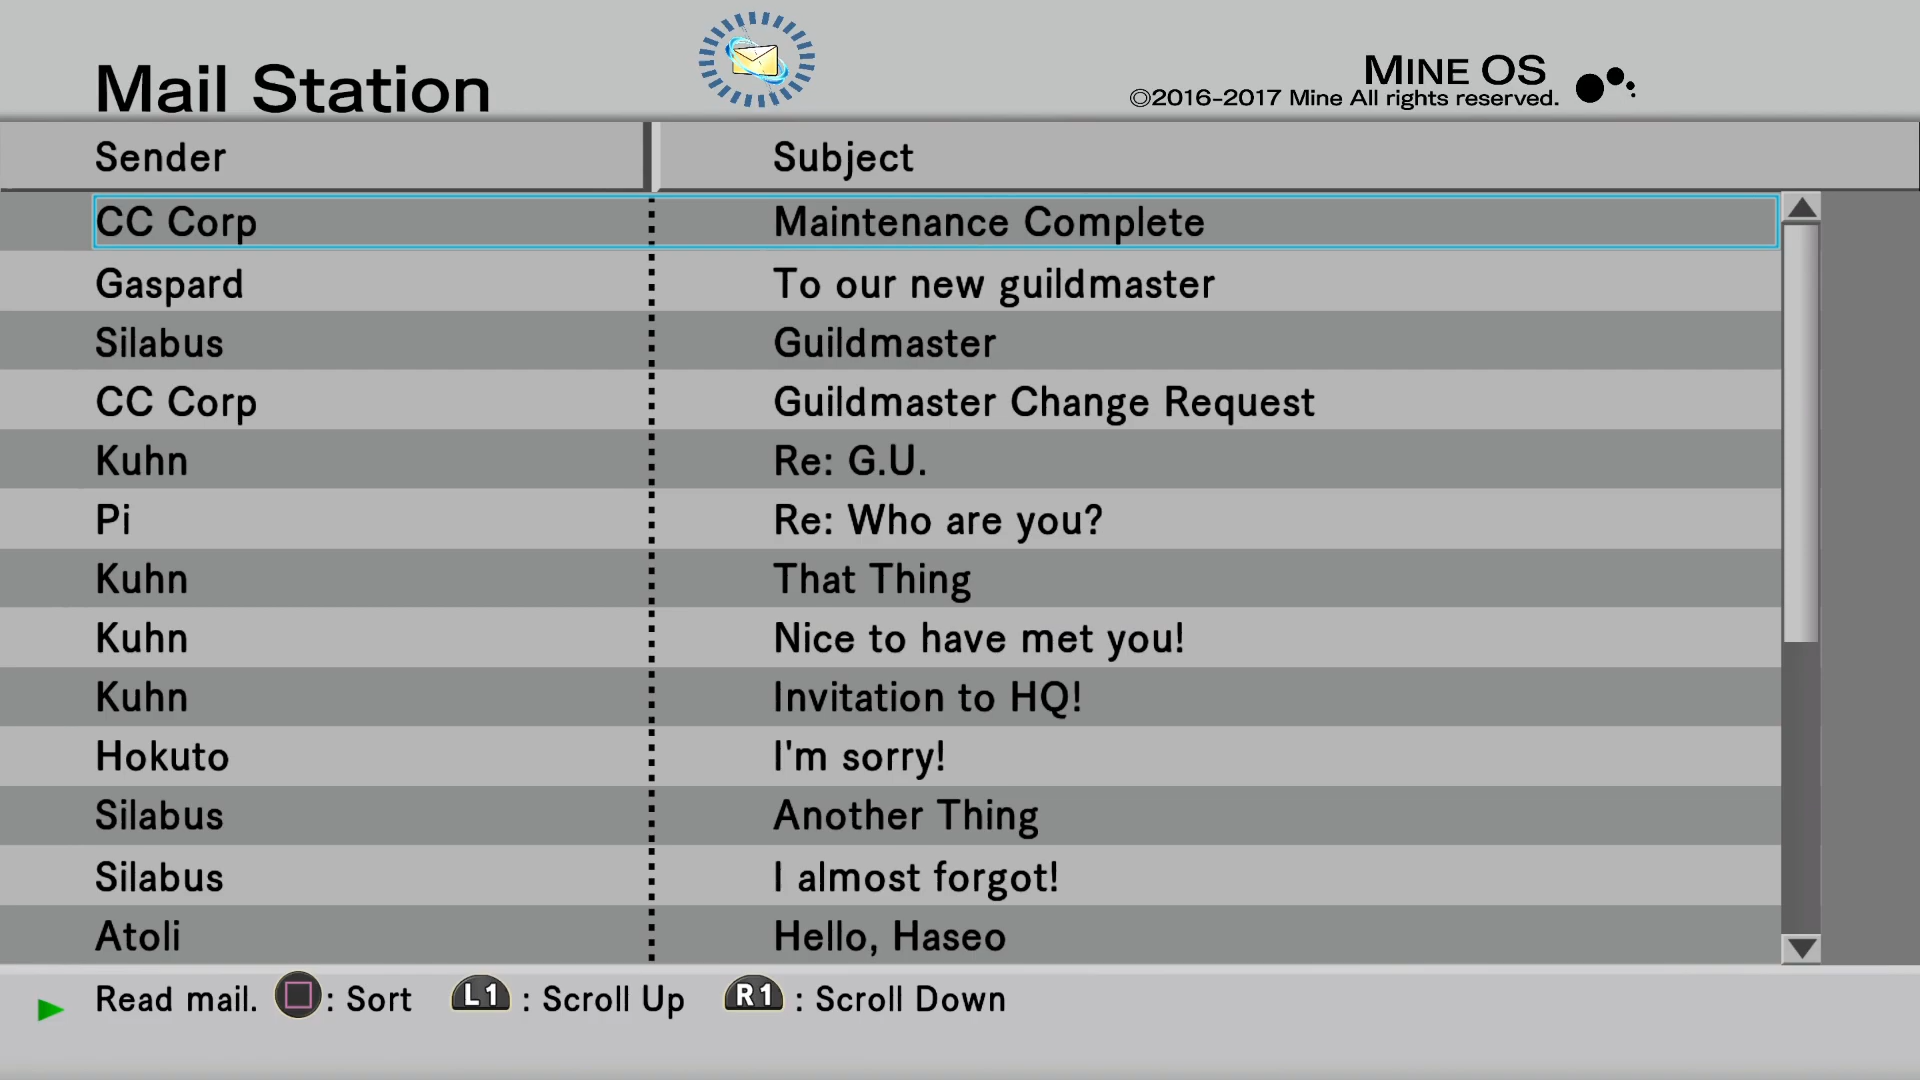 Mail Station
MINE OS
©2016-2017 Mine All rights reserved.
Sender Subject
CC Corp Maintenance Complete
Gaspard To our new guildmaster
Silabus Guildmaster
CC Corp Guildmaster Change Request
Kuhn Re: G.U.
Pi Re: Who are you?
Kuhn That Thing
Kuhn Nice to have met you!
Kuhn Invitation to HQ!
Hokuto I'm sorry!
Silabus Another Thing
Silabus I almost forgot!
Atoli Hello, Haseo
Read mail. : Sort L1 : Scroll Up R1 : Scroll Down